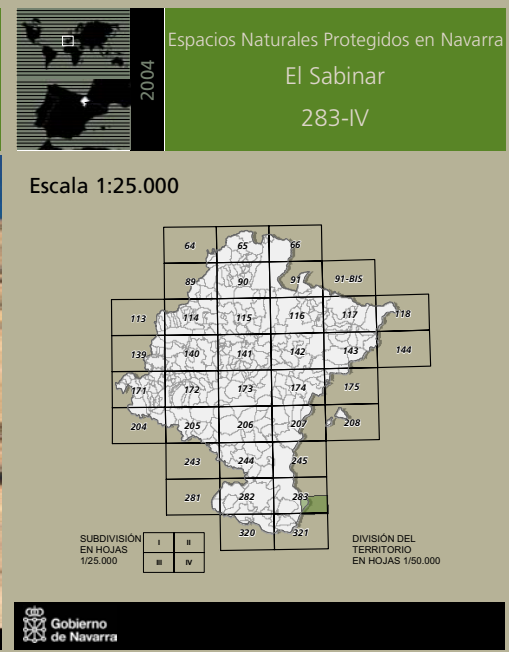 2004
Espacios Naturales Protegidos en Navarra
El Sabinar
283-IV
Escala 1:25.000
64 65 66
89 90 91 91-BIS
113 114 115 116 117 118
139 140 141 142 143 144
171 172 173 174 175
204 205 206 207 208
243 244 245
281 282 283
320 321
SUBDIVISIÓN
EN HOJAS
1/25.000
I II
III IV
DIVISIÓN DEL
TERRITORIO
EN HOJAS 1/50.000
Gobierno
de Navarra